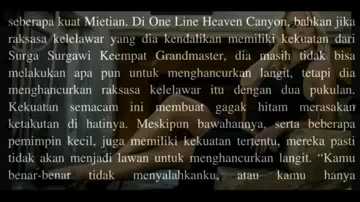 seberapa kuat Mietian. Di One Line Heaven Canyon, bahkan jika
raksasa kelelawar yang dia kendalikan memiliki kekuatan dari
Surga Surgawi Keempat Grandmaster, dia masih tidak bisa
melakukan apa pun untuk menghancurkan langit, tetapi dia
menghancurkan raksasa kelelawar itu dengan dua pukulan.
Kekuatan semacam ini membuat gagak hitam merasakan
ketakutan di hatinya. Meskipun bawahannya, serta beberapa
pemimpin kecil, juga memiliki kekuatan tertentu, mereka pasti
tidak akan menjadi lawan untuk menghancurkan langit. “Kamu
benar-benar tidak menyalahkanku, atau kamu hanya